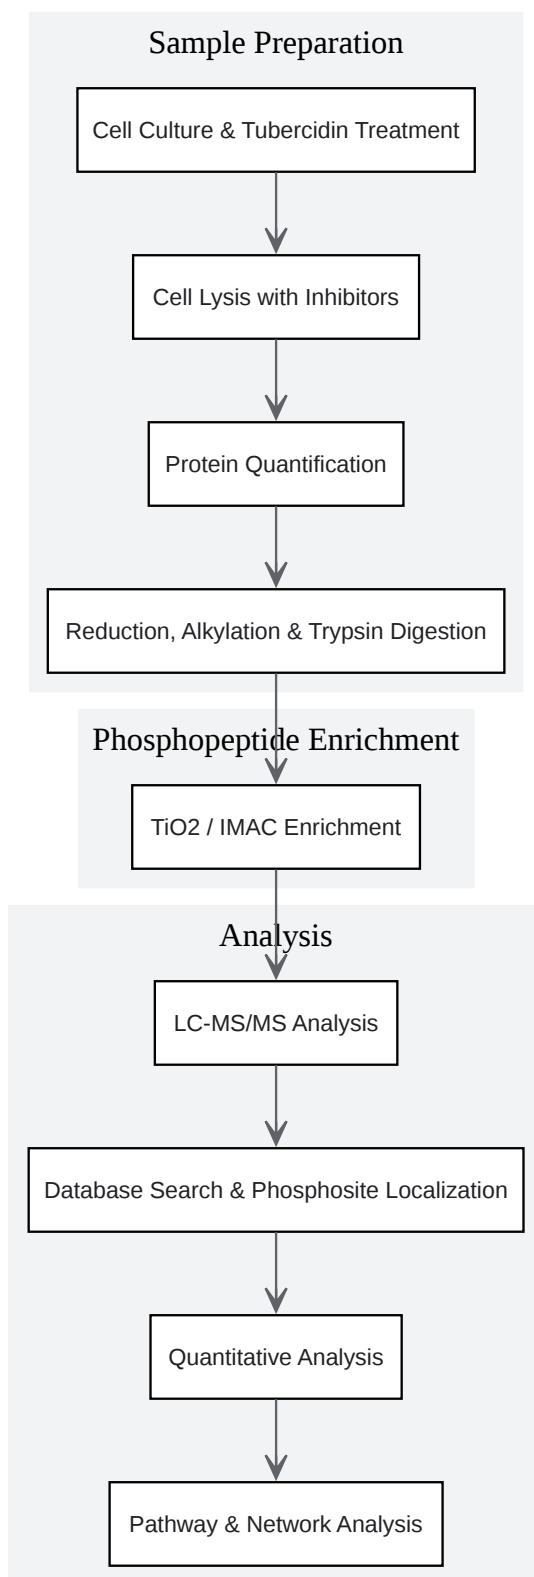 Sample Preparation
Cell Culture & Tubercidin Treatment
Cell Lysis with Inhibitors
Protein Quantification
Reduction, Alkylation & Trypsin Digestion
Phosphopeptide Enrichment
TiO2 / IMAC Enrichment
Analysis
LC-MS/MS Analysis
Database Search & Phosphosite Localization
Quantitative Analysis
Pathway & Network Analysis